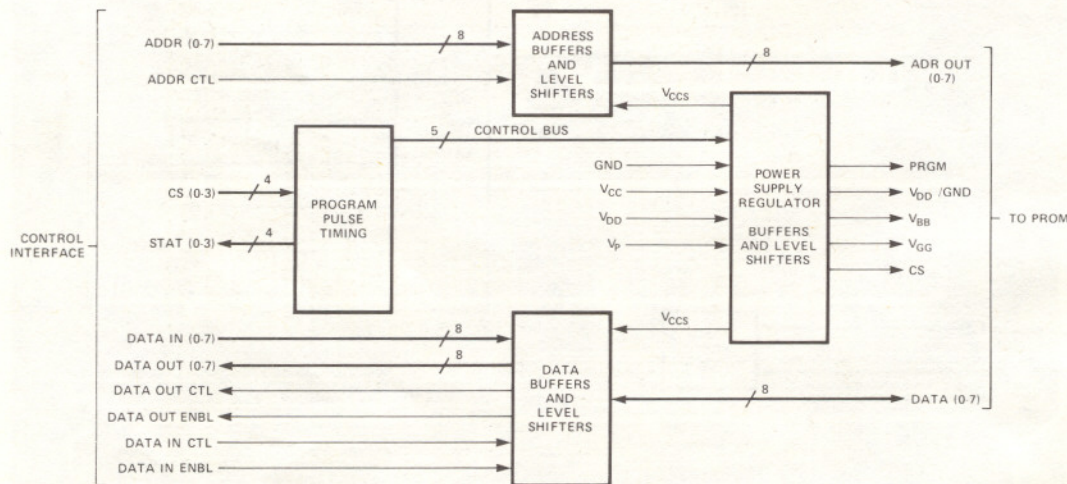 ADDR (0-7)
8
ADDRESS
BUFFERS
AND
LEVEL
SHIFTERS
8
ADR OUT
(0-7)
ADDR CTL
VCCS
5
CONTROL BUS
GND
VCC
VDD
VP
POWER
SUPPLY
REGULATOR
BUFFERS
AND LEVEL
SHIFTERS
PRGM
VDD /GND
VBB
VGG
CS
TO PROM
CS (0-3)
4
STAT (0-3)
4
PROGRAM
PULSE
TIMING
CONTROL
INTERFACE
VCCS
DATA IN (0-7)
8
DATA OUT (0-7)
8
DATA OUT CTL
DATA OUT ENBL
DATA IN CTL
DATA IN ENBL
DATA
BUFFERS
AND
LEVEL
SHIFTERS
8
DATA (0-7)